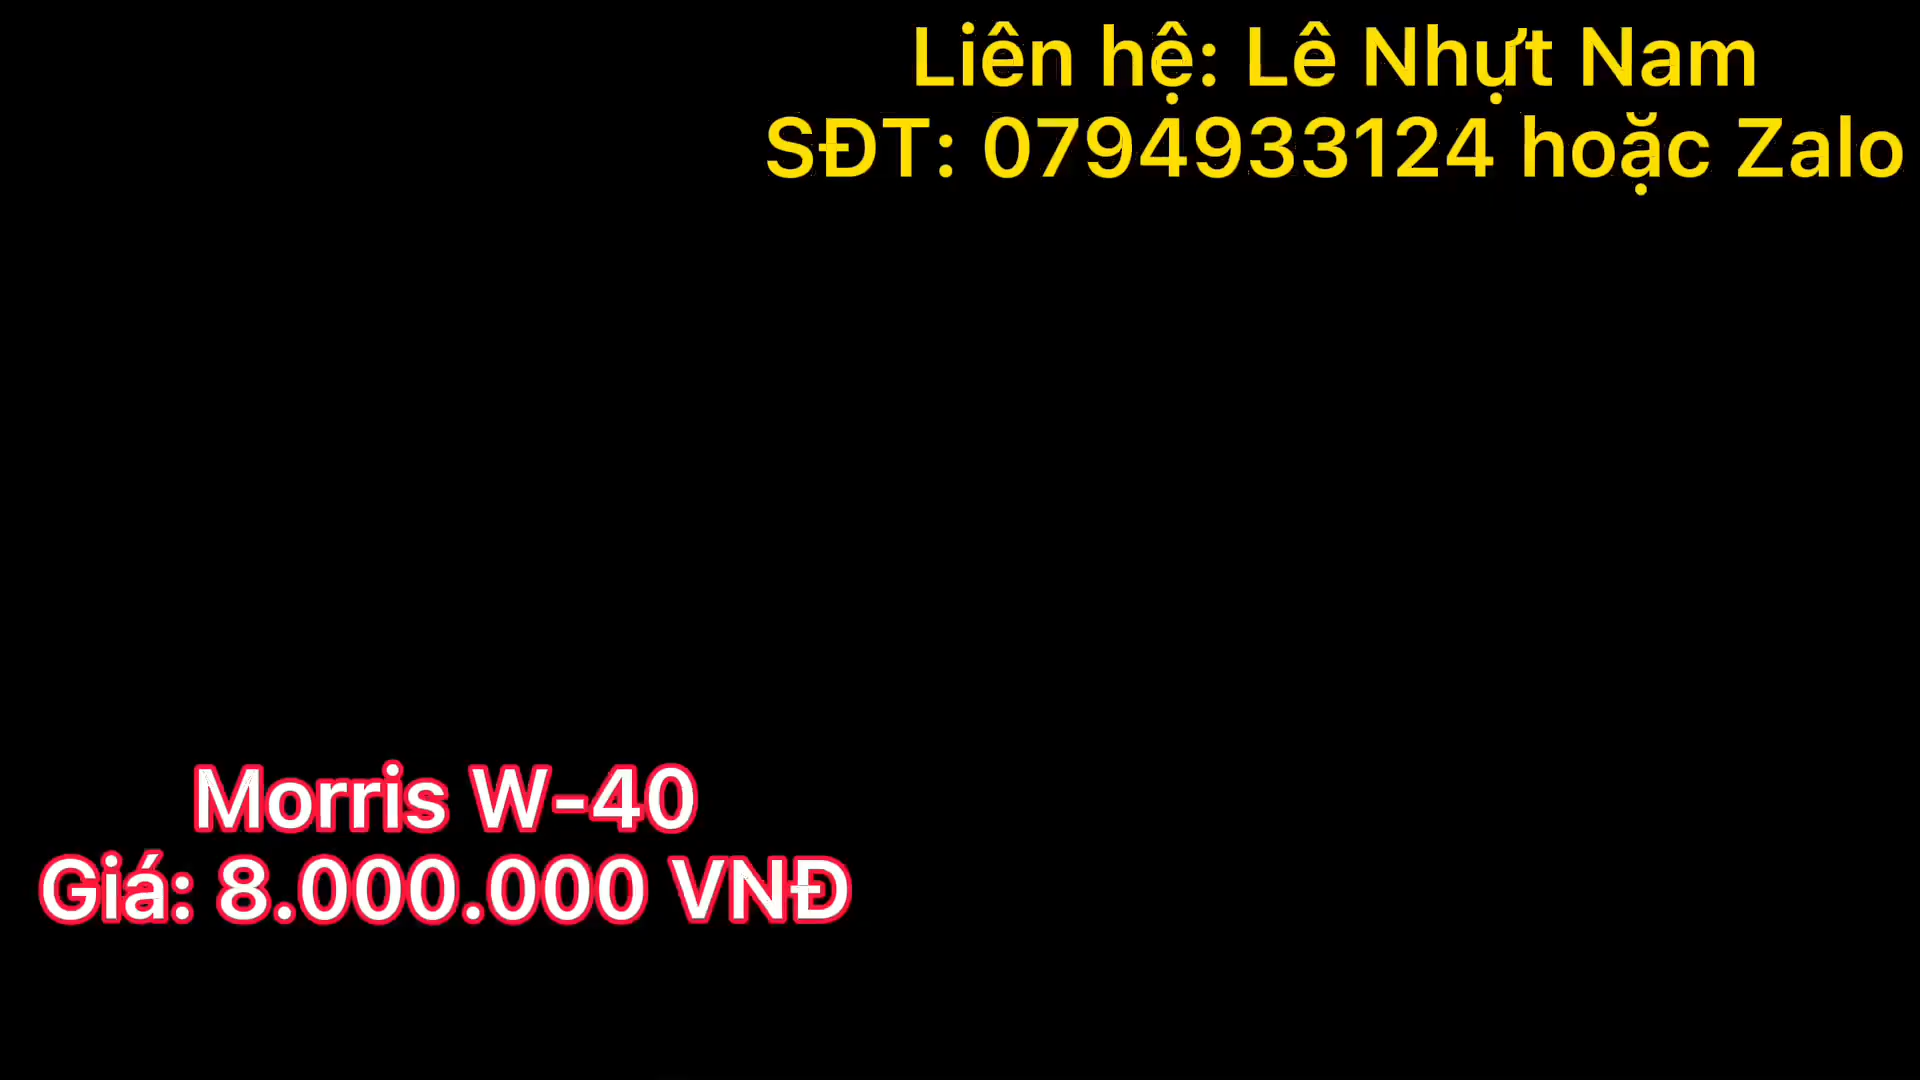 Liên hệ: Lê Nhựt Nam
SĐT: 0794933124 hoặc Zalo
Morris W-40
Giá: 8.000.000 VNĐ